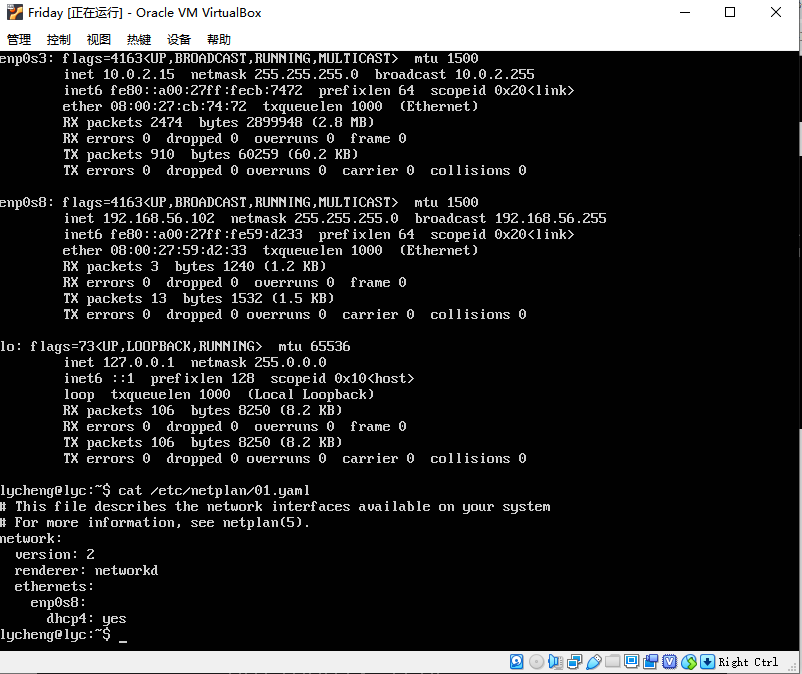 Friday [正在运行] - Oracle VM VirtualBox
管理 控制 视图 热键 设备 帮助
enp0s3: flags=4163<UP,BROADCAST,RUNNING,MULTICAST>  mtu 1500
        inet 10.0.2.15  netmask 255.255.255.0  broadcast 10.0.2.255
        inet6 fe80::a00:27ff:fecb:7472  prefixlen 64  scopeid 0x20<link>
        ether 08:00:27:cb:74:72  txqueuelen 1000  (Ethernet)
        RX packets 2474  bytes 2899948 (2.8 MB)
        RX errors 0  dropped 0  overruns 0  frame 0
        TX packets 910  bytes 60259 (60.2 KB)
        TX errors 0  dropped 0 overruns 0  carrier 0  collisions 0
enp0s8: flags=4163<UP,BROADCAST,RUNNING,MULTICAST>  mtu 1500
        inet 192.168.56.102  netmask 255.255.255.0  broadcast 192.168.56.255
        inet6 fe80::a00:27ff:fe59:d233  prefixlen 64  scopeid 0x20<link>
        ether 08:00:27:59:d2:33  txqueuelen 1000  (Ethernet)
        RX packets 3  bytes 1240 (1.2 KB)
        RX errors 0  dropped 0  overruns 0  frame 0
        TX packets 13  bytes 1532 (1.5 KB)
        TX errors 0  dropped 0 overruns 0  carrier 0  collisions 0
lo: flags=73<UP,LOOPBACK,RUNNING>  mtu 65536
        inet 127.0.0.1  netmask 255.0.0.0
        inet6 ::1  prefixlen 128  scopeid 0x10<host>
        loop  txqueuelen 1000  (Local Loopback)
        RX packets 106  bytes 8250 (8.2 KB)
        RX errors 0  dropped 0  overruns 0  frame 0
        TX packets 106  bytes 8250 (8.2 KB)
        TX errors 0  dropped 0 overruns 0  carrier 0  collisions 0
lycheng@lyc:~$ cat /etc/netplan/01.yaml
# This file describes the network interfaces available on your system
# For more information, see netplan(5).
network:
  version: 2
  renderer: networkd
  ethernets:
    enp0s8:
      dhcp4: yes
lycheng@lyc:~$ _
Right Ctrl